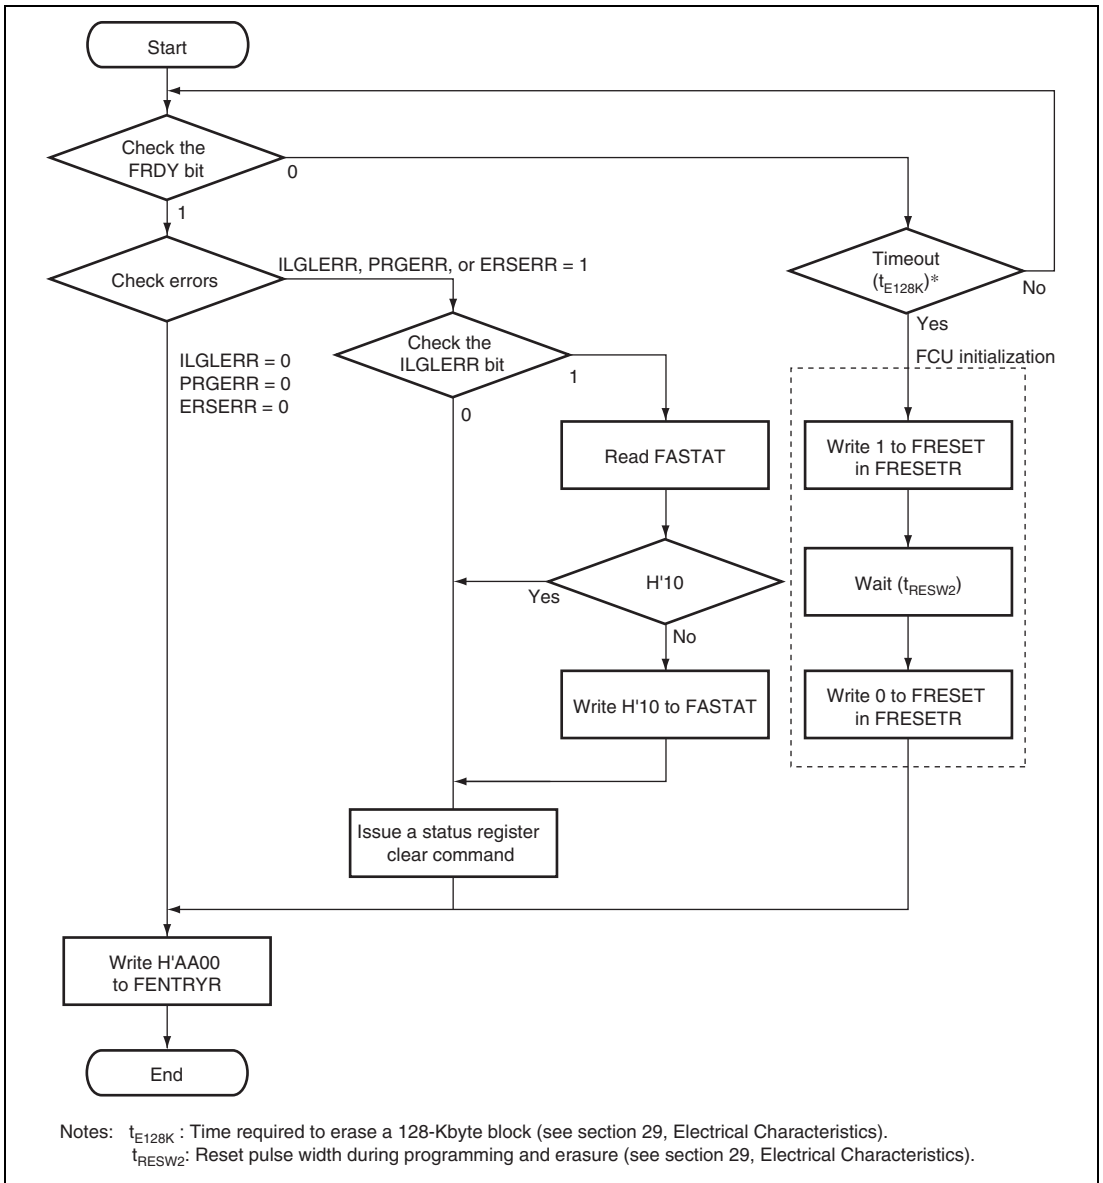 Start
Check the
FRDY bit
0
1
Check errors
ILGLERR, PRGERR, or ERSERR = 1
Timeout
(tE128K)*
No
Yes
ILGLERR = 0
PRGERR = 0
ERSERR = 0
Check the
ILGLERR bit
1
0
FCU initialization
Read FASTAT
Write 1 to FRESET
in FRESETR
H'10
Yes
No
Wait (tRESW2)
Write H'10 to FASTAT
Write 0 to FRESET
in FRESETR
Issue a status register
clear command
Write H'AA00
to FENTRYR
End
Notes: tE128K : Time required to erase a 128-Kbyte block (see section 29, Electrical Characteristics).
tRESW2: Reset pulse width during programming and erasure (see section 29, Electrical Characteristics).